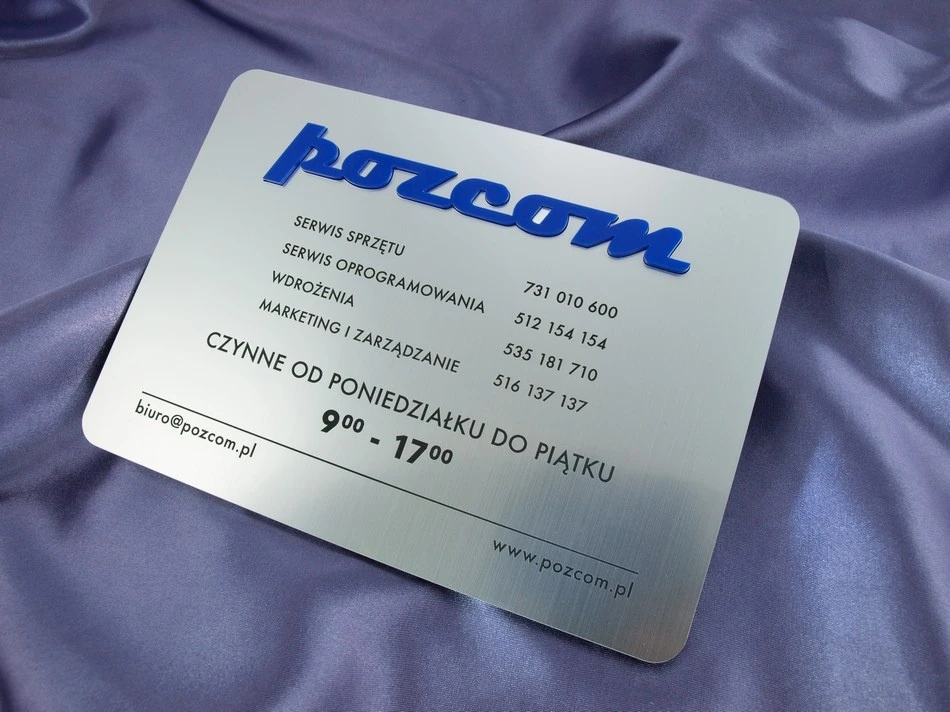 pozcom
SERWIS SPRZĘTU 731 010 600
SERWIS OPROGRAMOWANIA 512 154 154
WDROŻENIA 535 181 710
MARKETING I ZARZĄDZANIE 516 137 137
CZYNNE OD PONIEDZIAŁKU DO PIĄTKU
9⁰⁰ - 17⁰⁰
biuro@pozcom.pl www.pozcom.pl